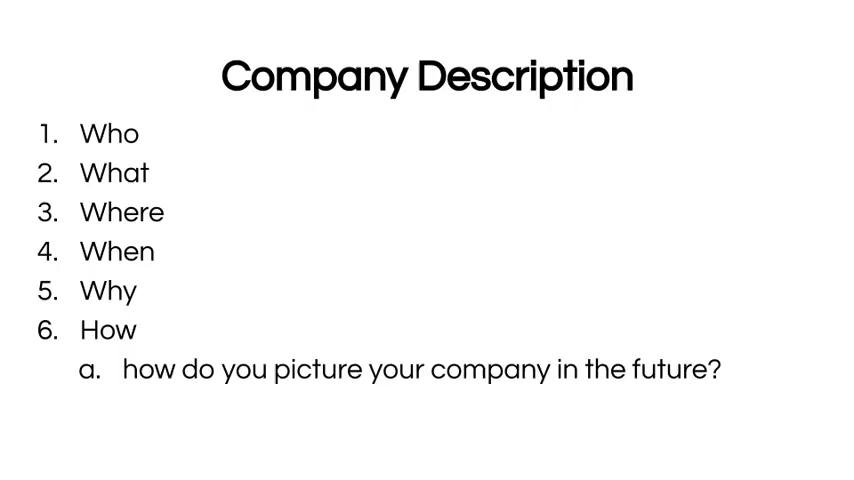 Company Description
1. Who
2. What
3. Where
4. When
5. Why
6. How
a. how do you picture your company in the future?